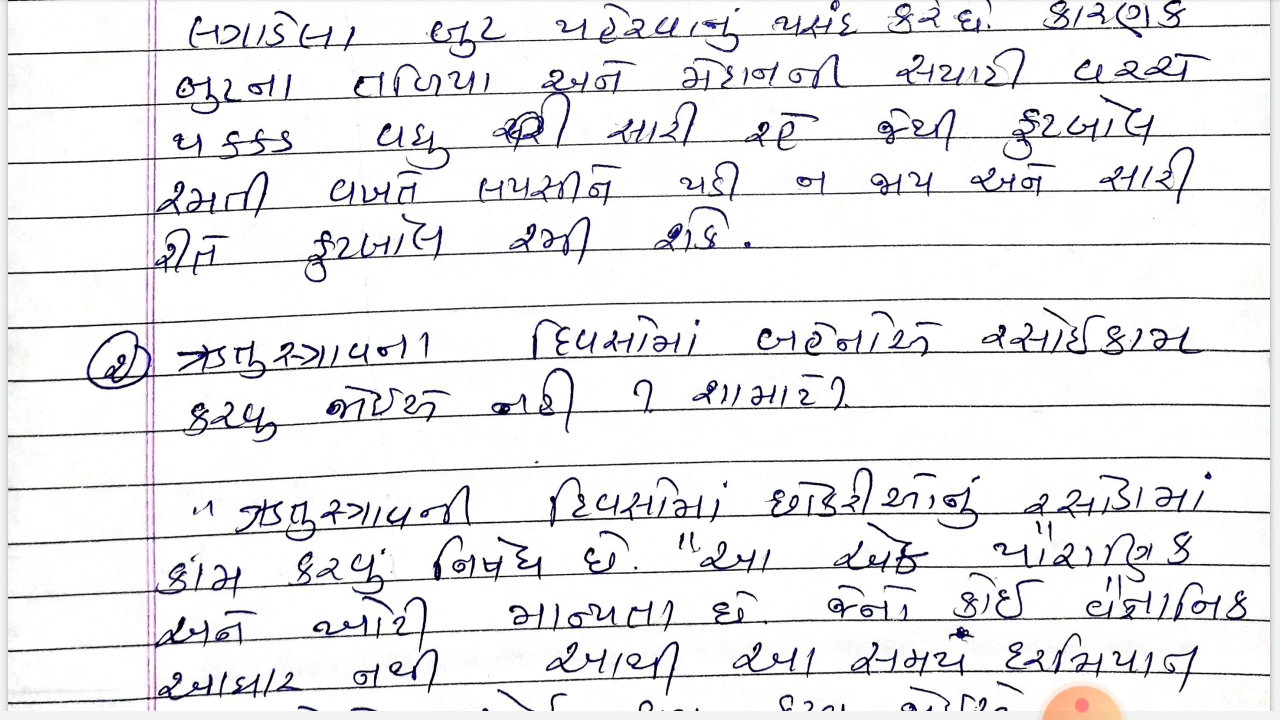 લગાડેલા બુટ પહેરવાનું પસંદ કરે છે. કારણકે
બુટના તળિયા અને મેદાનની સપાટી વચ્ચે
પકકડ વધુ સારી રહે જેથી ફુટબોલ
રમતી વખતે લપસીને પડી ન જાય અને સારી
રીતે ફુટબોલ રમી શકે.
(૨) ઋતુસ્ત્રાવના દિવસોમાં બહેનોએ રસોઈકામ
કરવુ જોઈએ નહી ? શામાટે?
" ઋતુસ્ત્રાવની દિવસોમાં છોકરીઓનું રસોડામાં
કામ કરવું નિષેધ છે. " આ એક પૌરાણિક
અને ખોટી માન્યતા છે. જેનો કોઈ વૈજ્ઞાનિક
આધાર નથી આથી આ સમય દરમિયાન